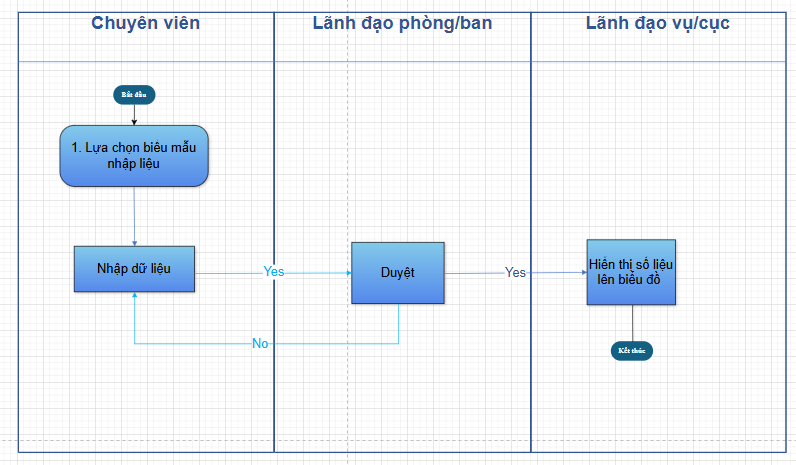 Chuyên viên
Lãnh đạo phòng/ban
Lãnh đạo vụ/cục
Bắt đầu
1. Lựa chọn biêu mẫu
nhập liệu
Nhập dữ liệu
Yes
Duyệt
Yes
Hiển thị số liệu
lên biểu đồ
No
Kết thúc